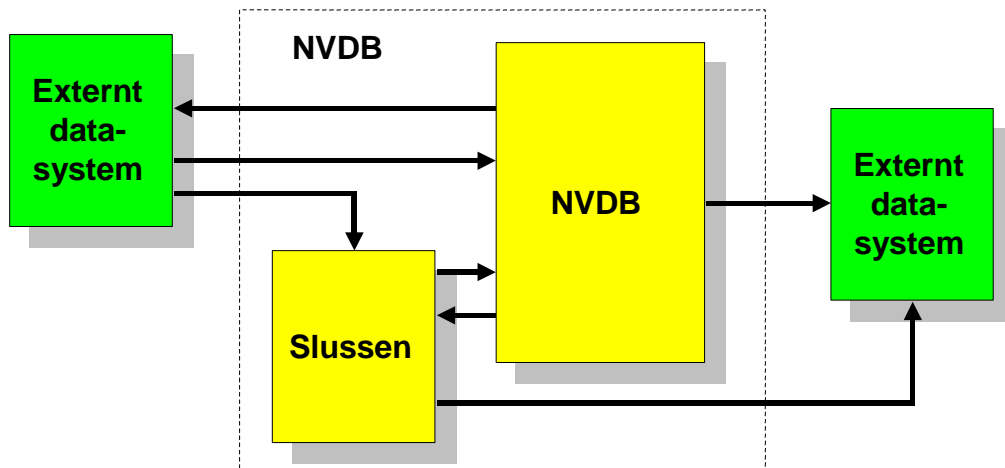 NVDB
Externt
data-
system
NVDB
Externt
data-
system
Slussen